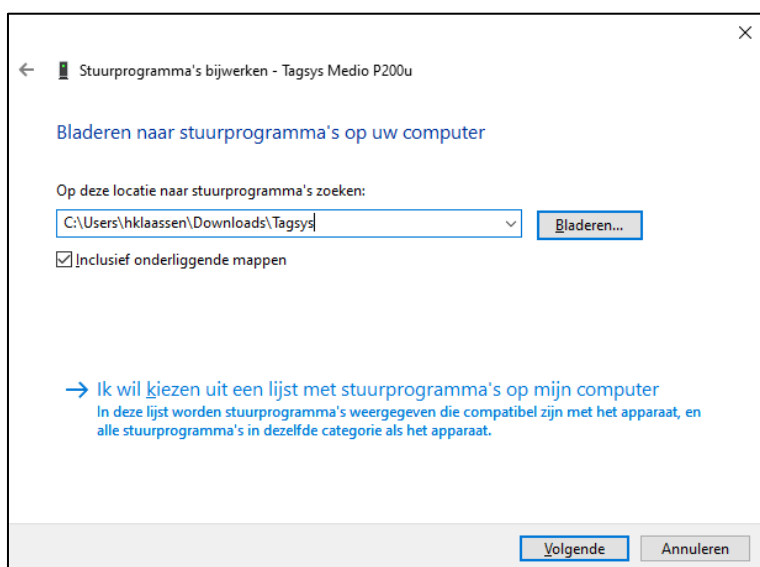 Stuurprogramma's bijwerken - Tagsys Medio P200u
Bladeren naar stuurprogramma's op uw computer
Op deze locatie naar stuurprogramma's zoeken:
C:\Users\hklaassen\Downloads\Tagsys
Bladeren...
Inclusief onderliggende mappen
Ik wil kiezen uit een lijst met stuurprogramma's op mijn computer
In deze lijst worden stuurprogramma's weergegeven die compatibel zijn met het apparaat, en
alle stuurprogramma's in dezelfde categorie als het apparaat.
Volgende
Annuleren